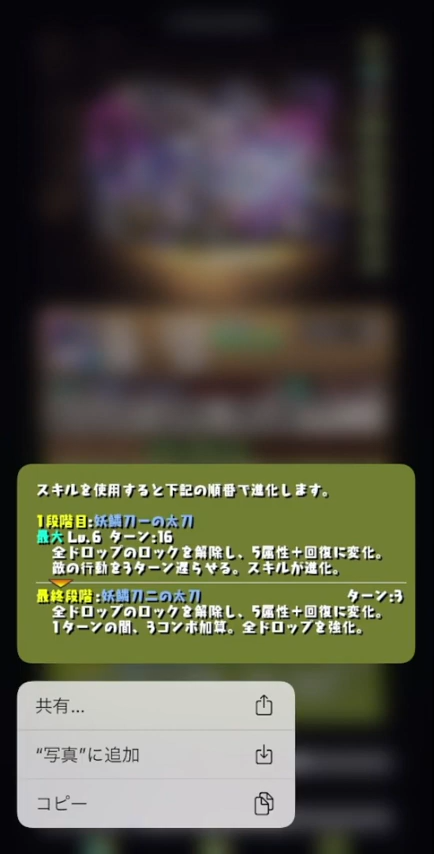 スキルを使用すると下記の順番で進化します。
1段階目:妖鱗刀一の太刀
最大 Lv.6 ターン:16
全ドロップのロックを解除し、5属性+回復に変化。
敵の行動を3ターン遅らせる。スキルが進化。
最終段階:妖鱗刀二の太刀 ターン:3
全ドロップのロックを解除し、5属性+回復に変化。
1ターンの間、3コンボ加算。全ドロップを強化。
共有...
“写真”に追加
コピー